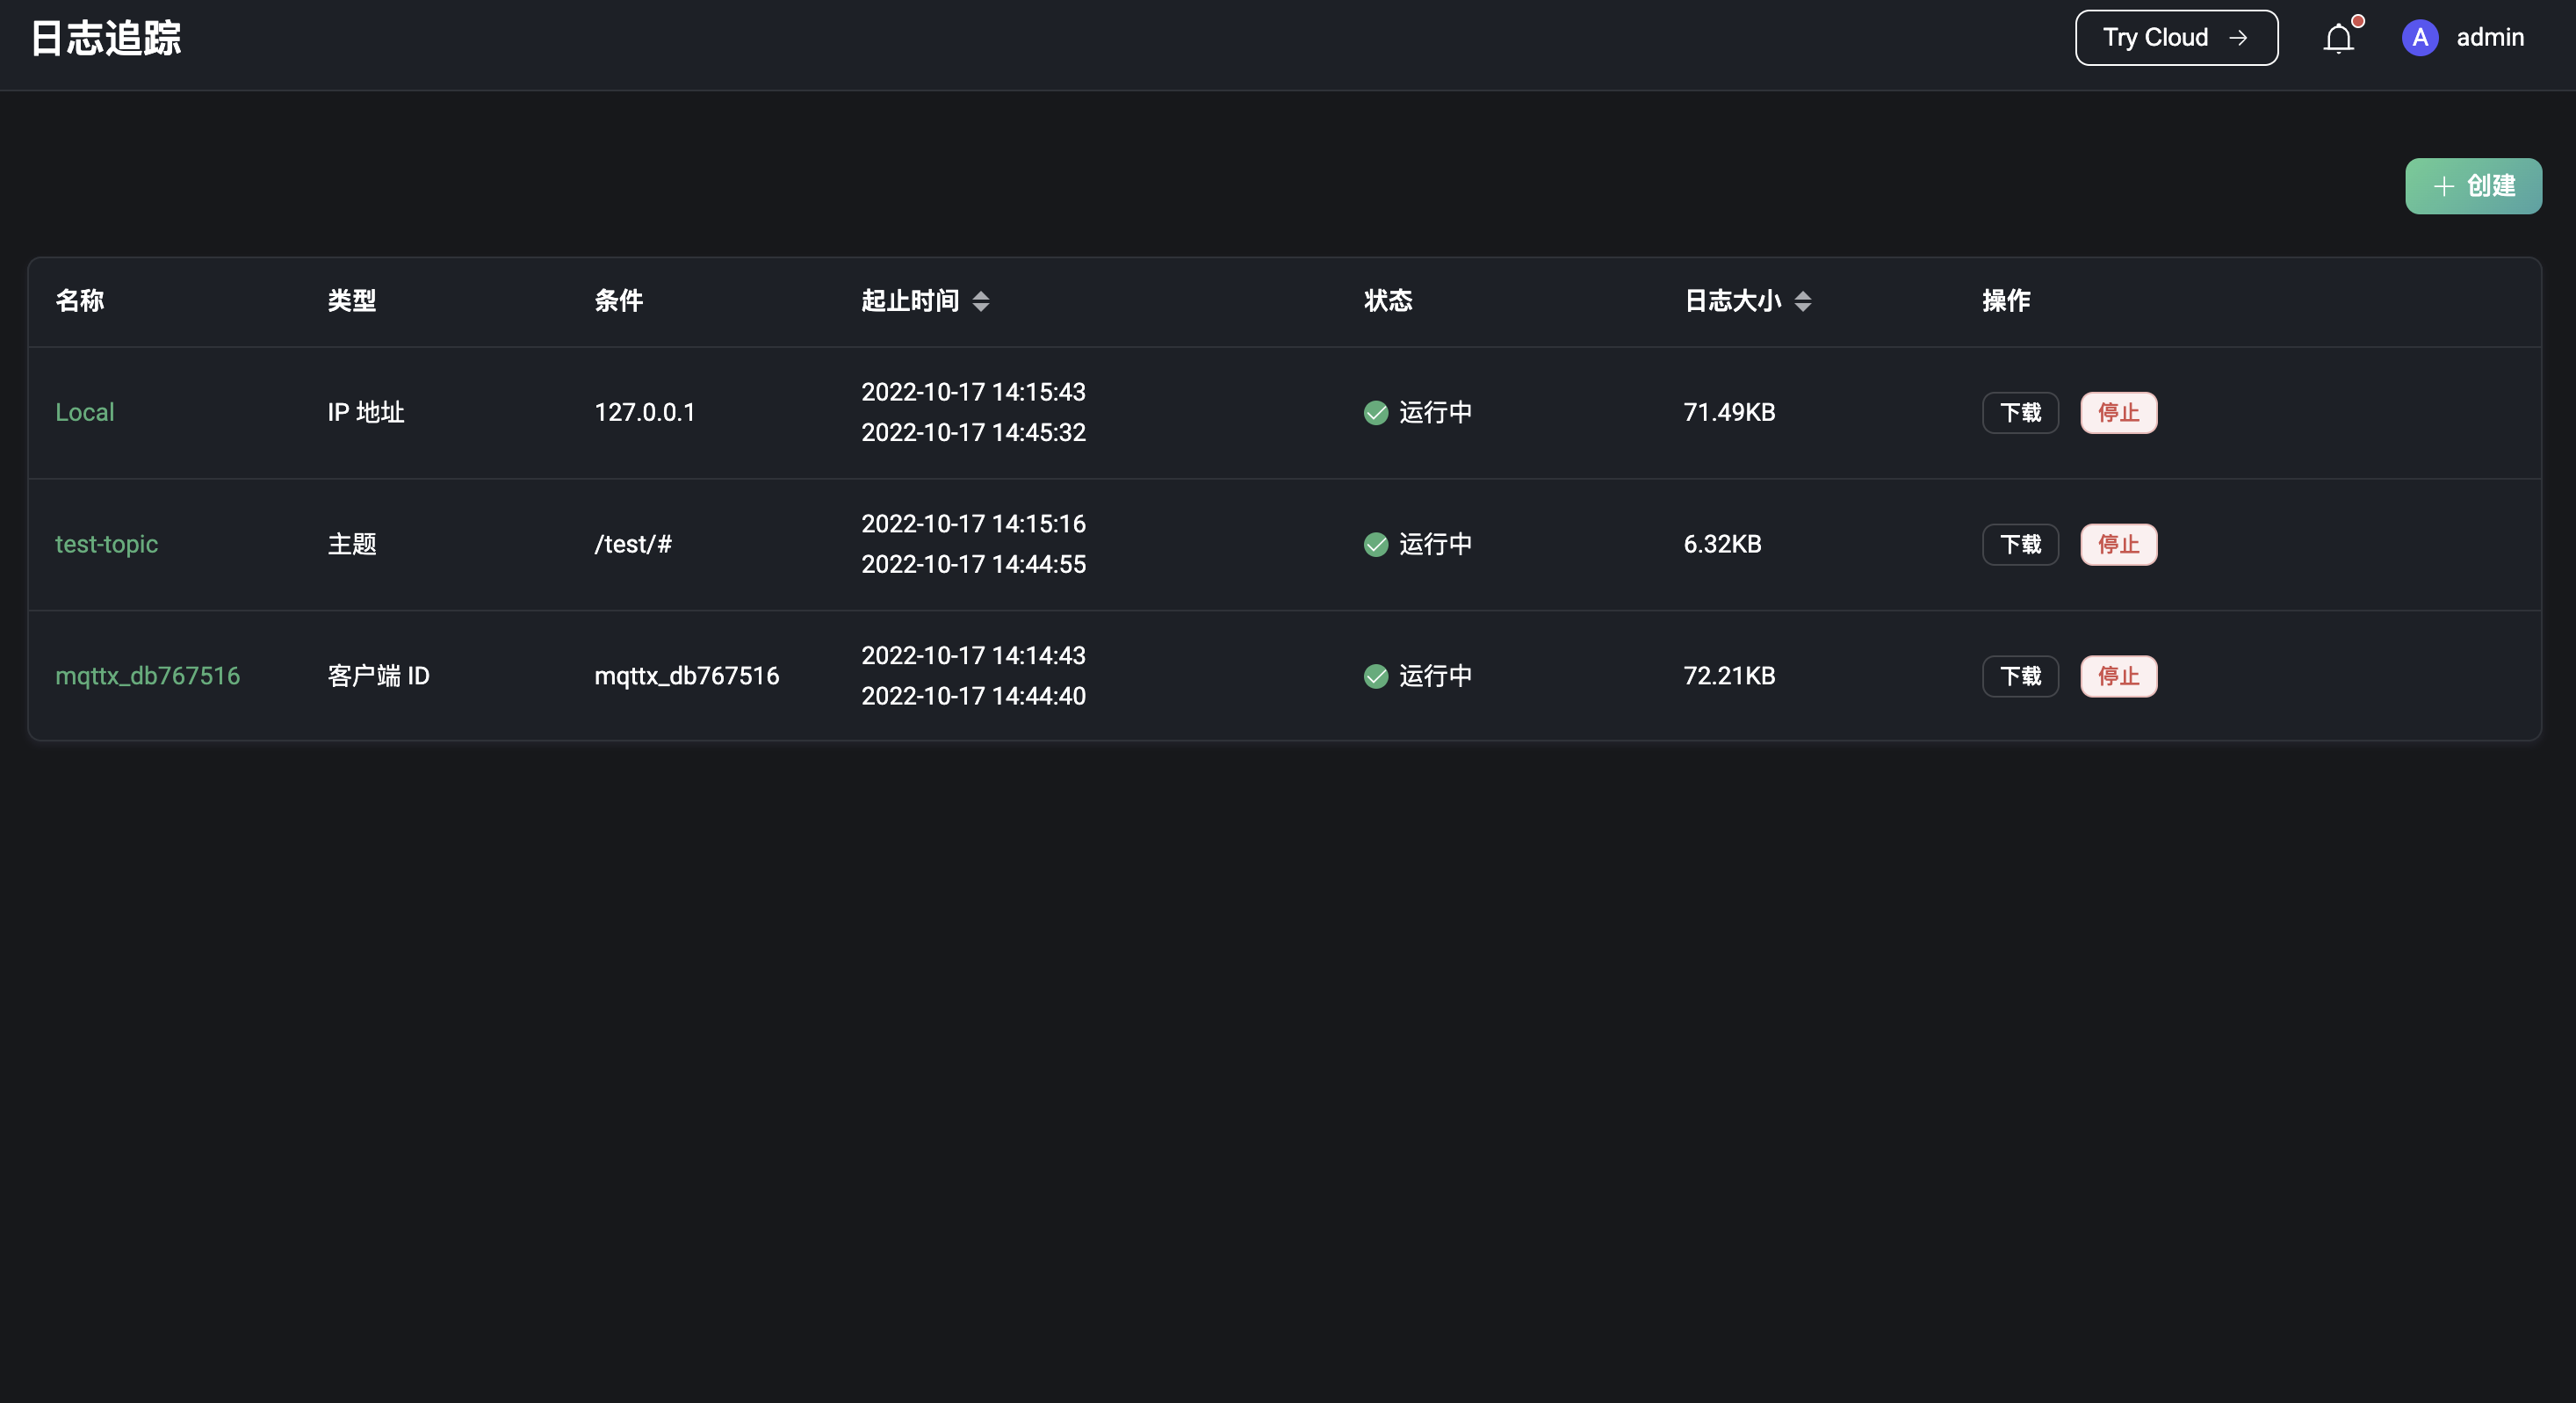 日志追踪
Try Cloud
A
admin
创建
名称 类型 条件 起止时间 状态 日志大小 操作
Local IP 地址 127.0.0.1 2022-10-17 14:15:43 运行中 71.49KB 下载 停止
2022-10-17 14:45:32
test-topic 主题 /test/# 2022-10-17 14:15:16 运行中 6.32KB 下载 停止
2022-10-17 14:44:55
mqttx_db767516 客户端 ID mqttx_db767516 2022-10-17 14:14:43 运行中 72.21KB 下载 停止
2022-10-17 14:44:40